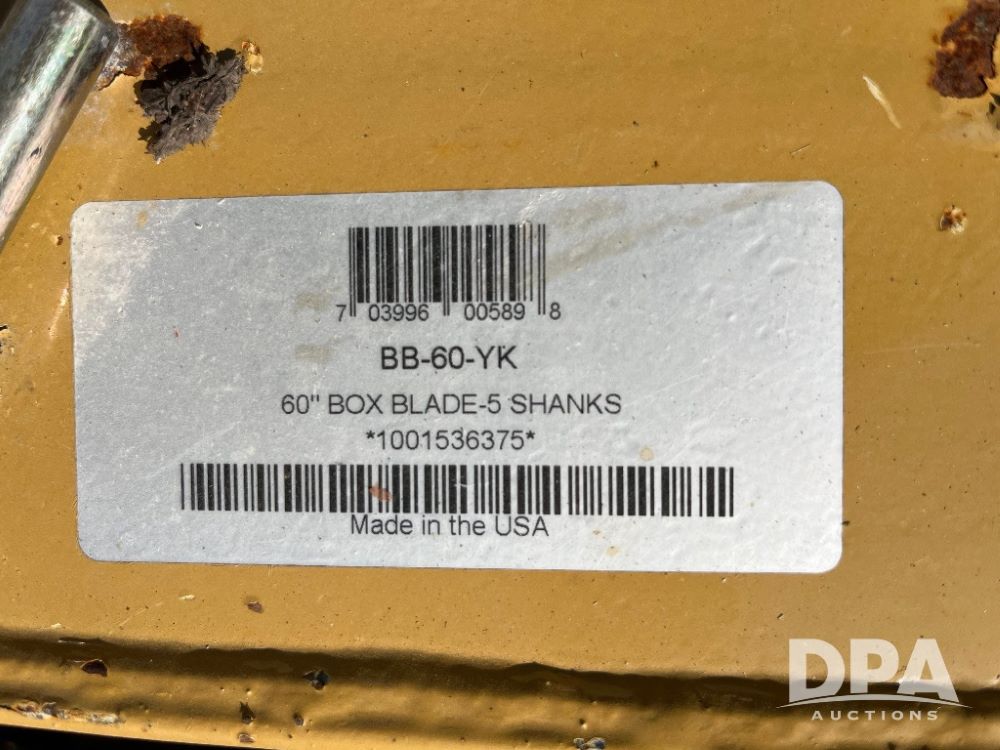 7 03996 00589 8
BB-60-YK
60" BOX BLADE-5 SHANKS
*1001536375*
Made in the USA
DPA
AUCTIONS